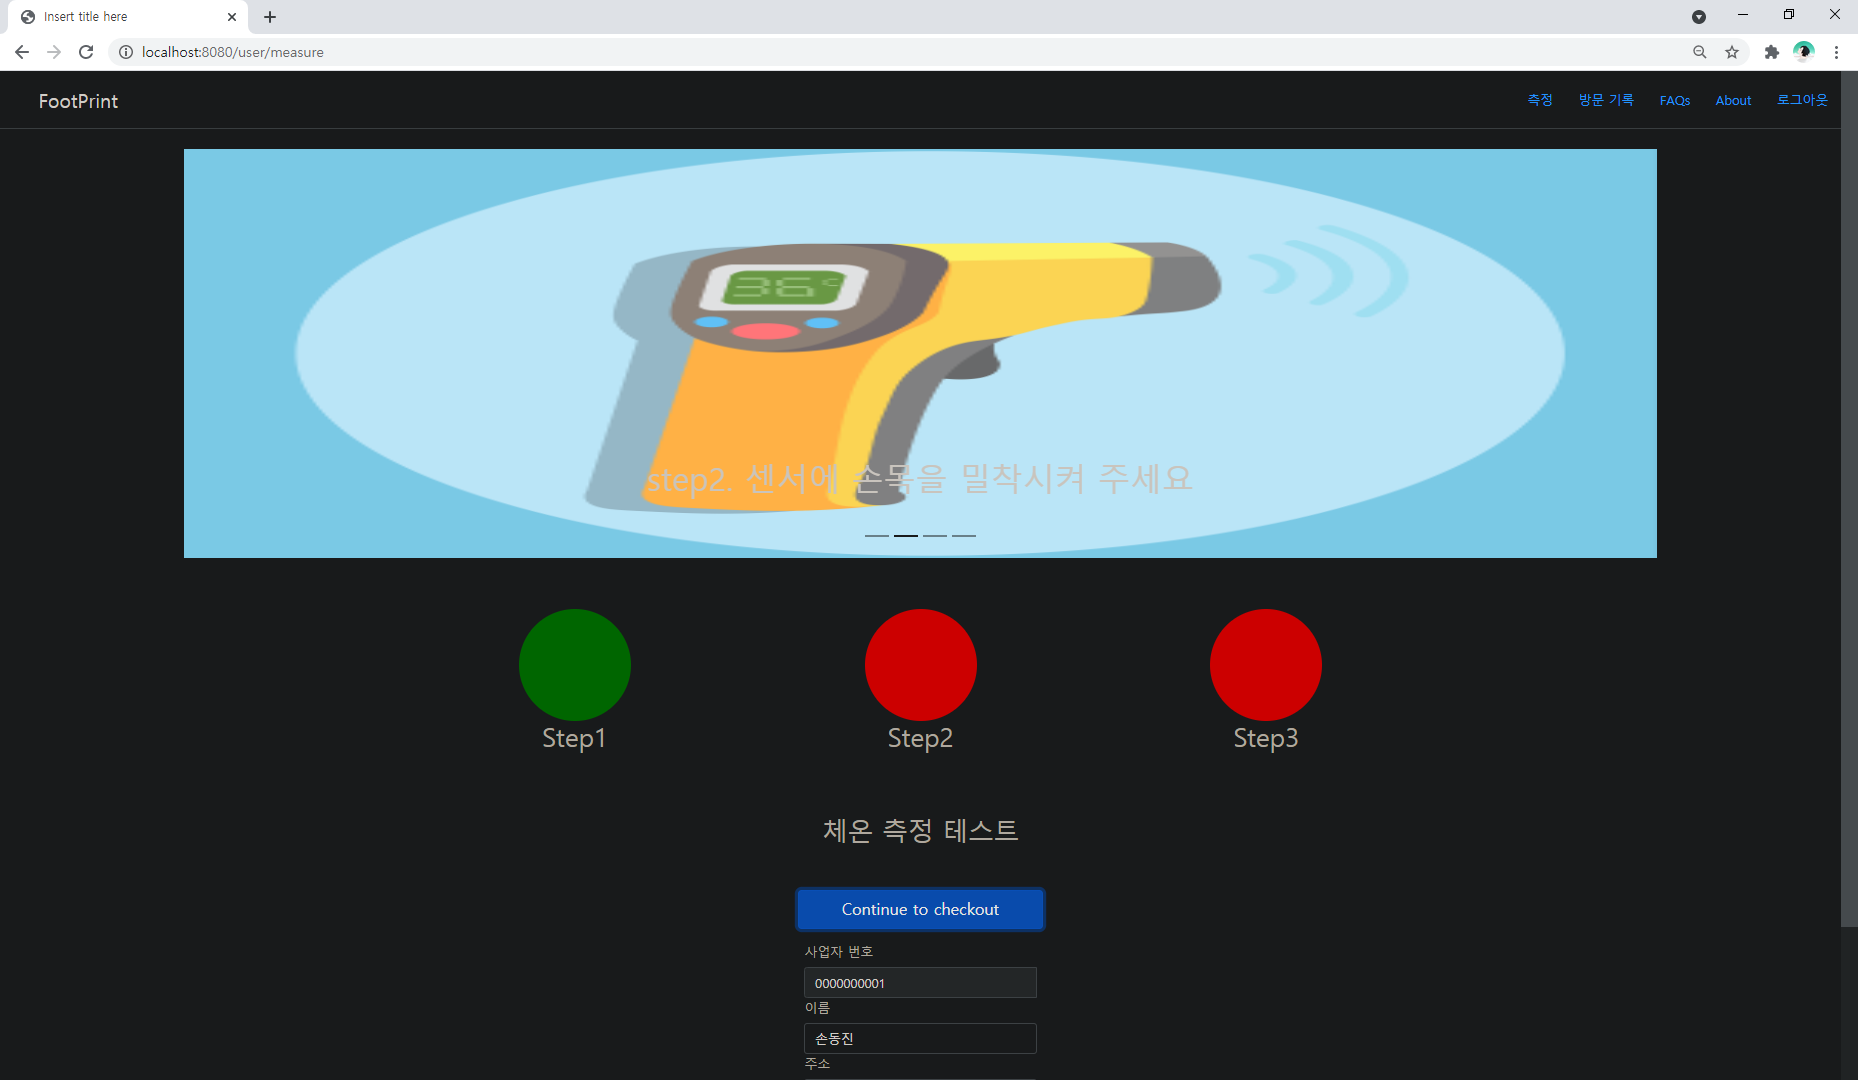 Insert title here
localhost:8080/user/measure
FootPrint
측정 방문 기록 FAQs About 로그아웃
36°C
step2. 센서에 손목을 밀착시켜 주세요
Step1 Step2 Step3
체온 측정 테스트
Continue to checkout
사업자 번호
0000000001
이름
손동진
주소